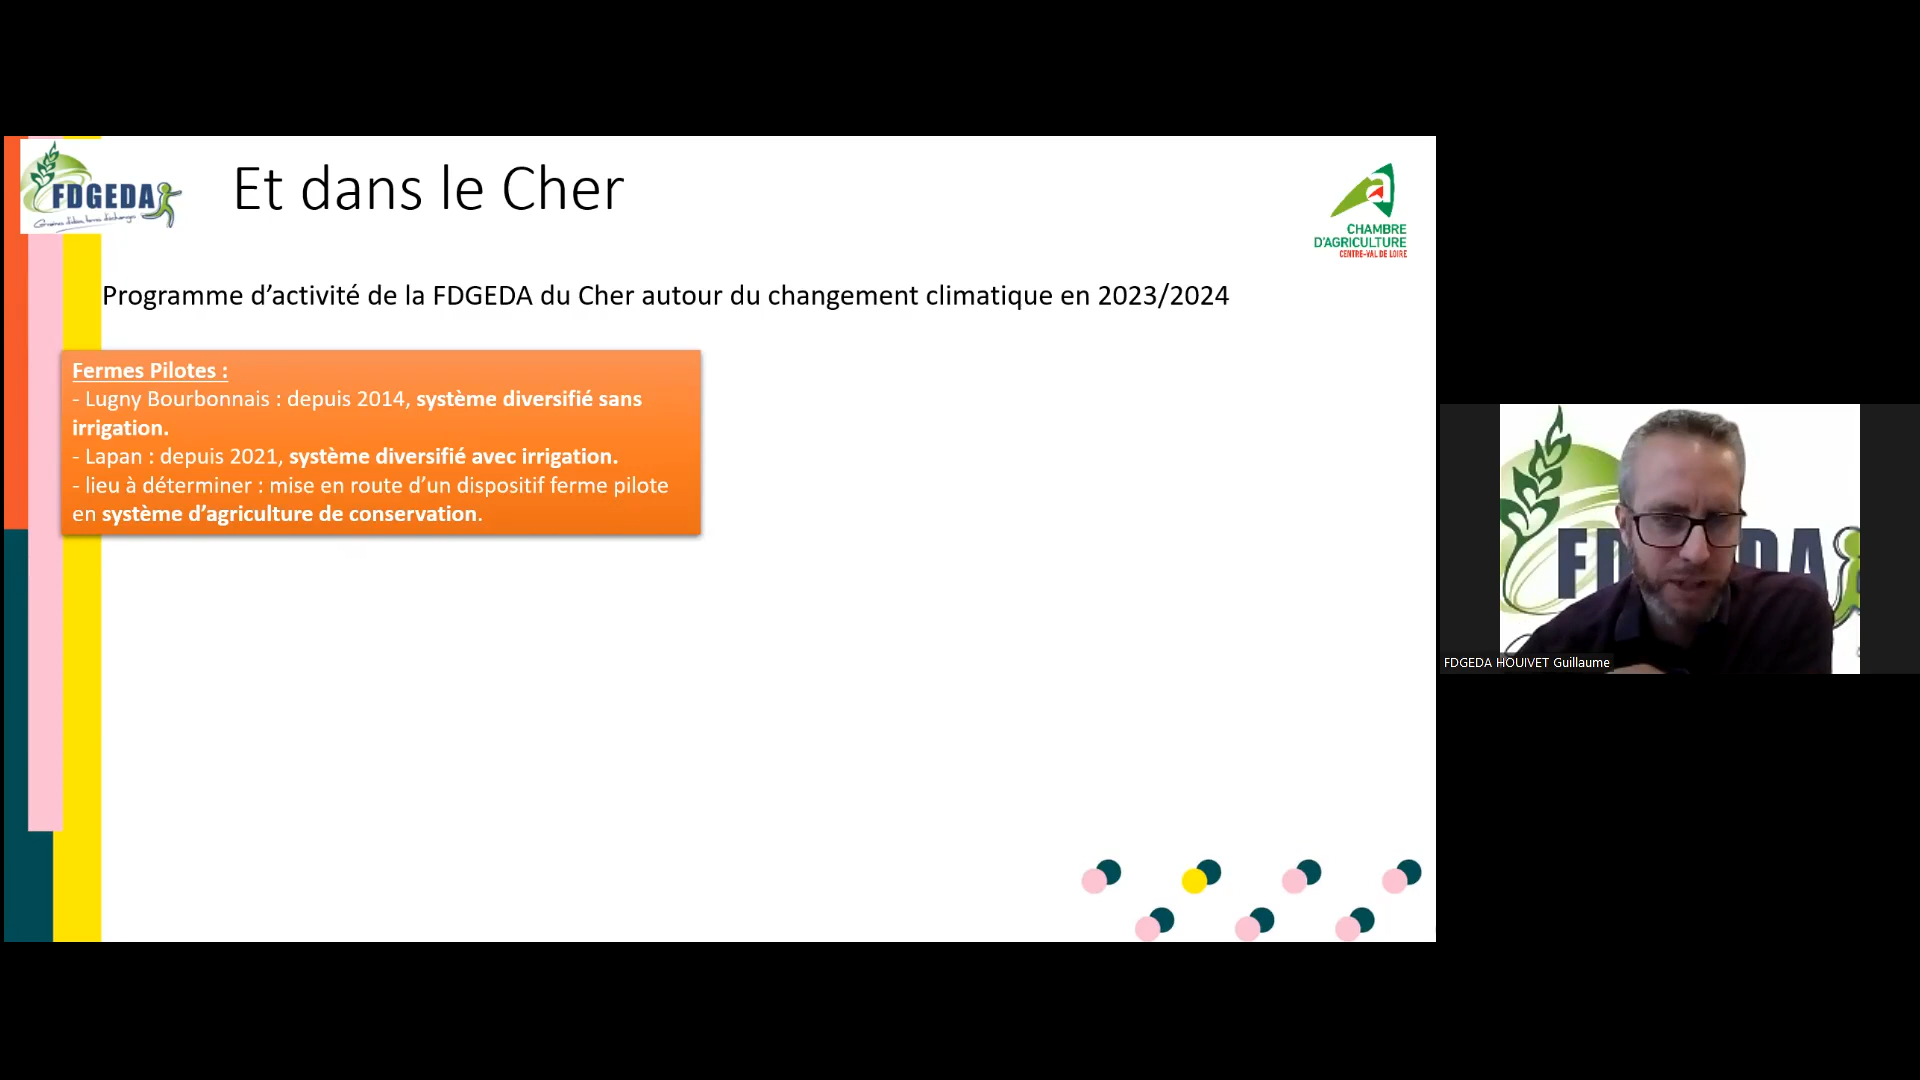 FDGEDA
Et dans le Cher
CHAMBRE
D'AGRICULTURE
CENTRE-VAL DE LOIRE
Programme d’activité de la FDGEDA du Cher autour du changement climatique en 2023/2024
Fermes Pilotes :
- Lugny Bourbonnais : depuis 2014, système diversifié sans
irrigation.
- Lapan : depuis 2021, système diversifié avec irrigation.
- lieu à déterminer : mise en route d’un dispositif ferme pilote
en système d’agriculture de conservation.
FDGEDA HOUIVET Guillaume